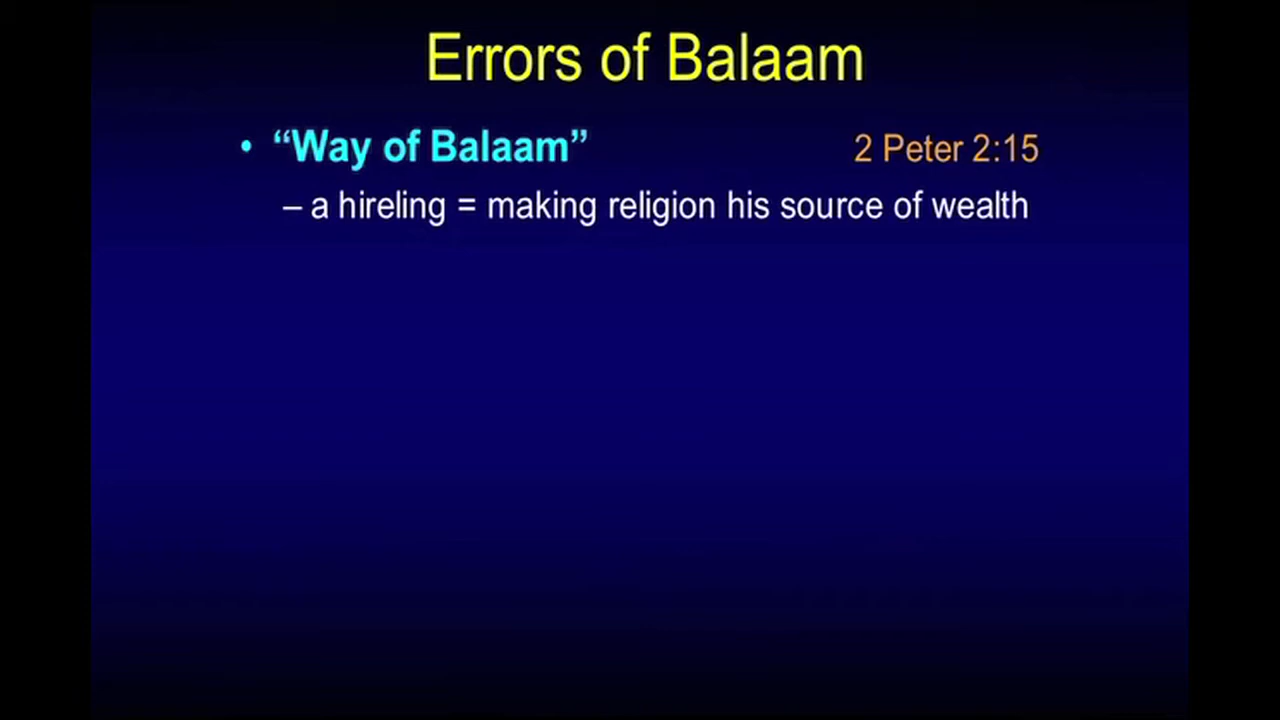 Errors of Balaam
• “Way of Balaam” 2 Peter 2:15
– a hireling = making religion his source of wealth